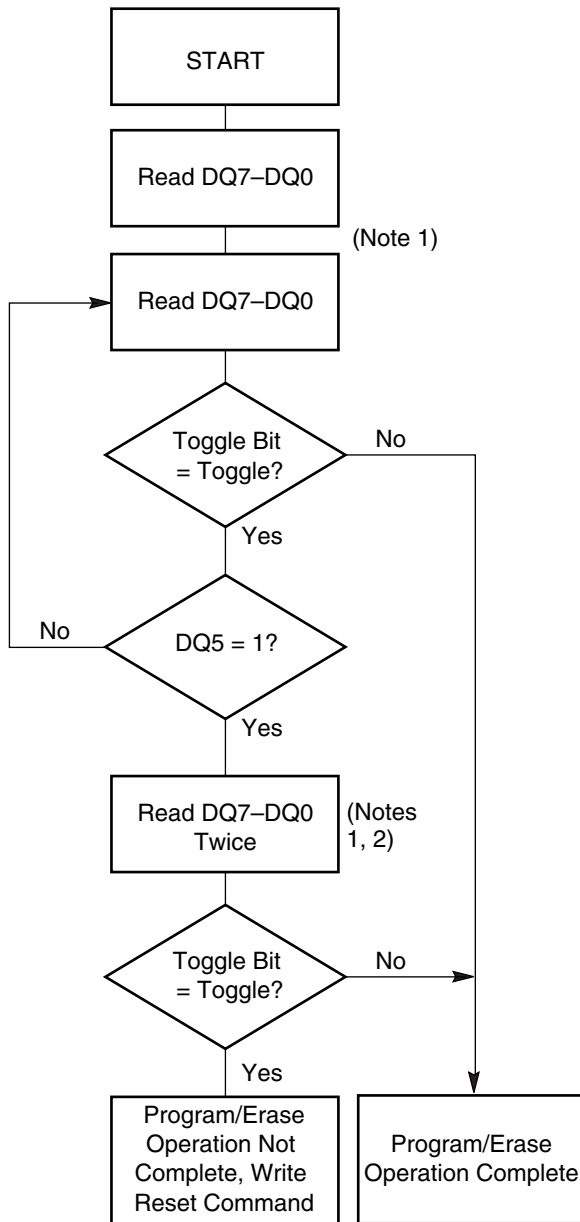 START
Read DQ7–DQ0
(Note 1)
Read DQ7–DQ0
Toggle Bit
= Toggle?
No
Yes
No
DQ5 = 1?
Yes
Read DQ7–DQ0
Twice
(Notes
1, 2)
Toggle Bit
= Toggle?
No
Yes
Program/Erase
Operation Not
Complete, Write
Reset Command
Program/Erase
Operation Complete